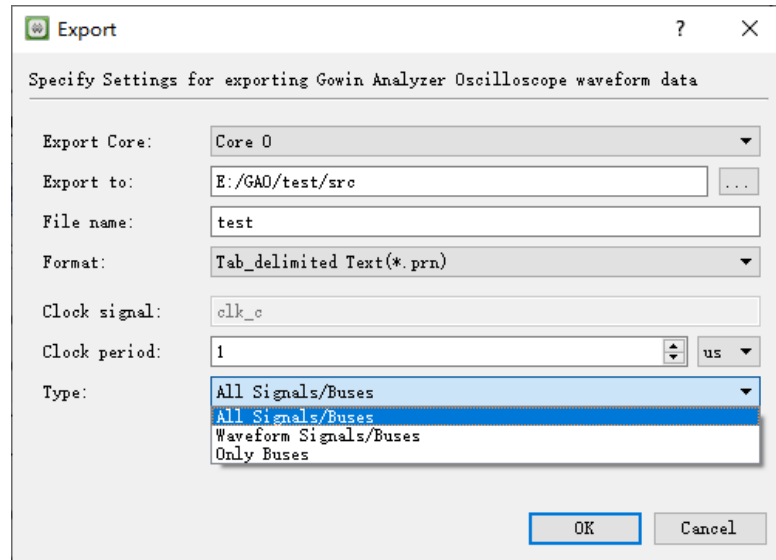 Export ?
Specify Settings for exporting Gowin Analyzer Oscilloscope waveform data
Export Core: Core 0
Export to: E:/GAO/test/src ...
File name: test
Format: Tab_delimited Text(*.prn)
Clock signal: clk_c
Clock period: 1 us
Type: All Signals/Buses
All Signals/Buses
Waveform Signals/Buses
Only Buses
OK Cancel